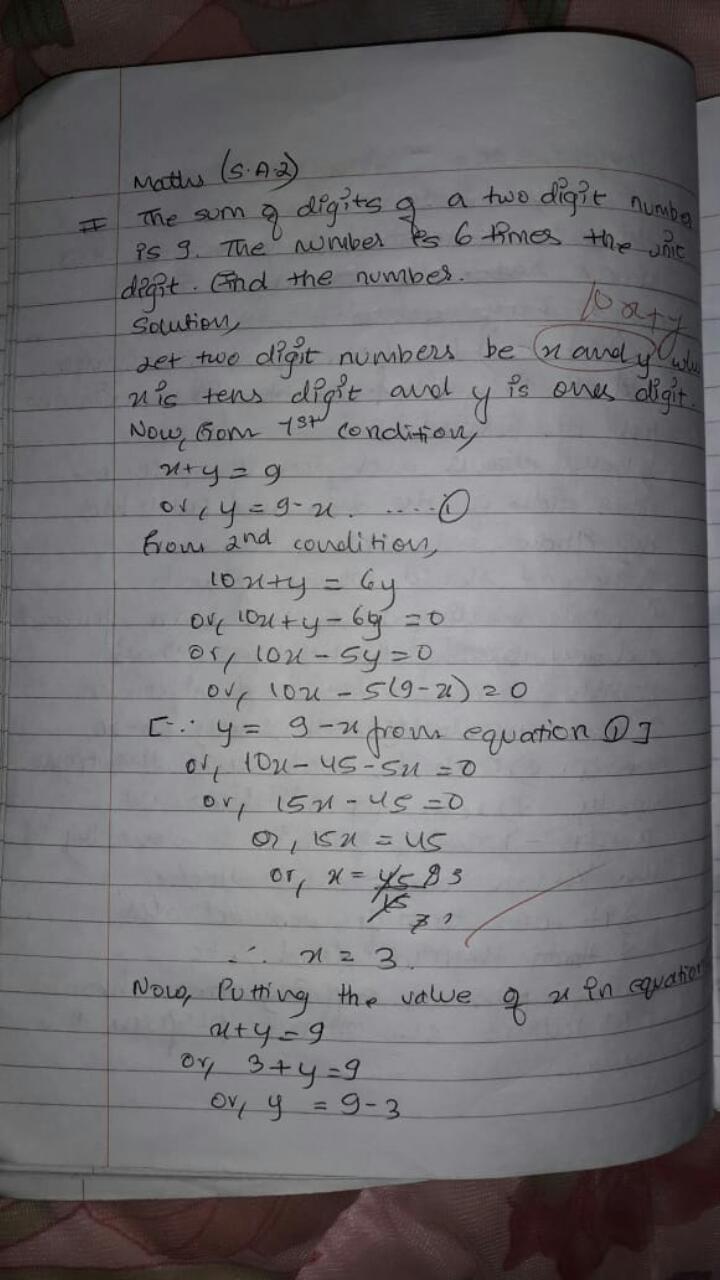 Maths (S.A.2)
II The sum of digits of a two digit number
is 9. The number is 6 times the unit
digit. Find the number.
Solution,
10x+y
Let two digit numbers be x and y
x is tens digit and y is ones digit.
Now, from 1st condition,
x+y = 9
or, y = 9-x. ....①
from 2nd condition,
10x+y = 6y
or, 10x+y-6y = 0
or, 10x - 5y = 0
or, 10x - 5(9-x) = 0
[∵ y = 9-x from equation ①]
or, 10x - 45 - 5x = 0
or, 15x - 45 = 0
or, 15x = 45
or, x = 45 3
15
∴ x = 3.
Now, Putting the value of x in equation
x+y = 9
or, 3+y = 9
or, y = 9-3